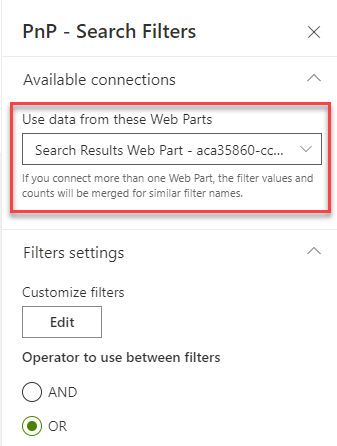 PnP - Search Filters
Available connections
Use data from these Web Parts
Search Results Web Part - aca35860-cc...
If you connect more than one Web Part, the filter values and
counts will be merged for similar filter names.
Filters settings
Customize filters
Edit
Operator to use between filters
AND
OR